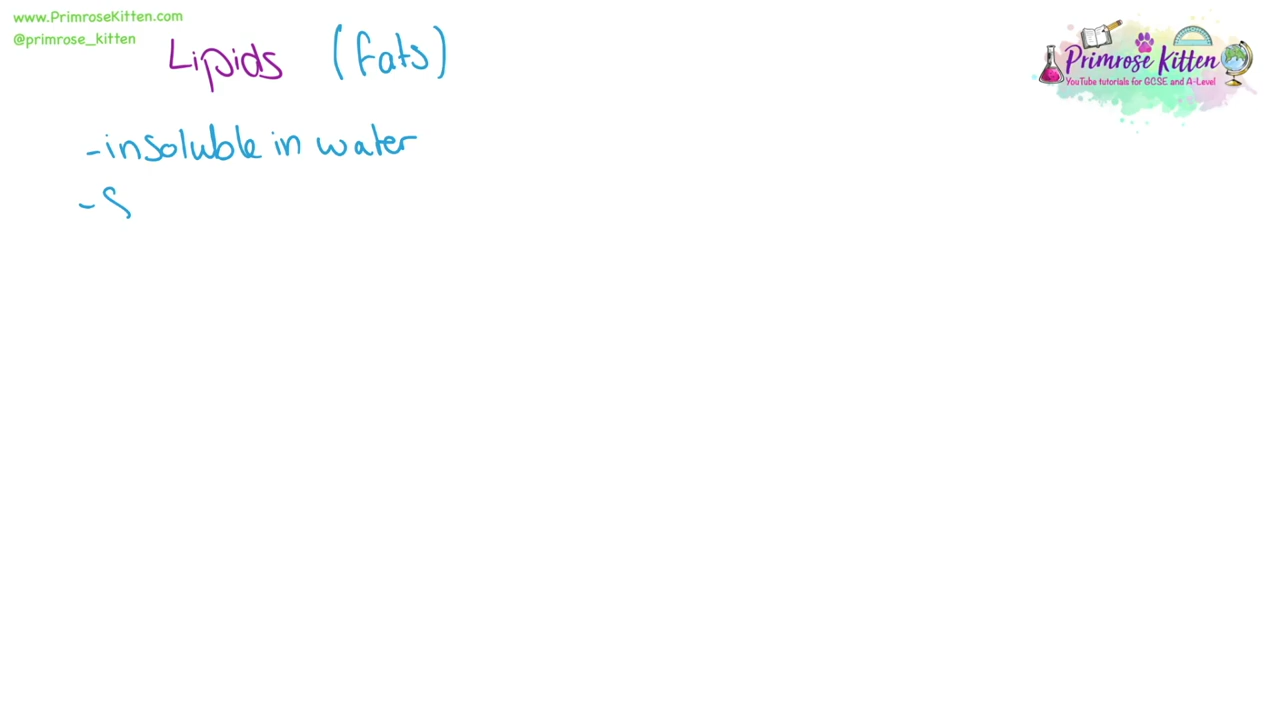 www.PrimroseKitten.com
@primrose_kitten
Lipids (fats)
-insoluble in water
- S
Primrose Kitten
YouTube tutorials for GCSE and A-Level